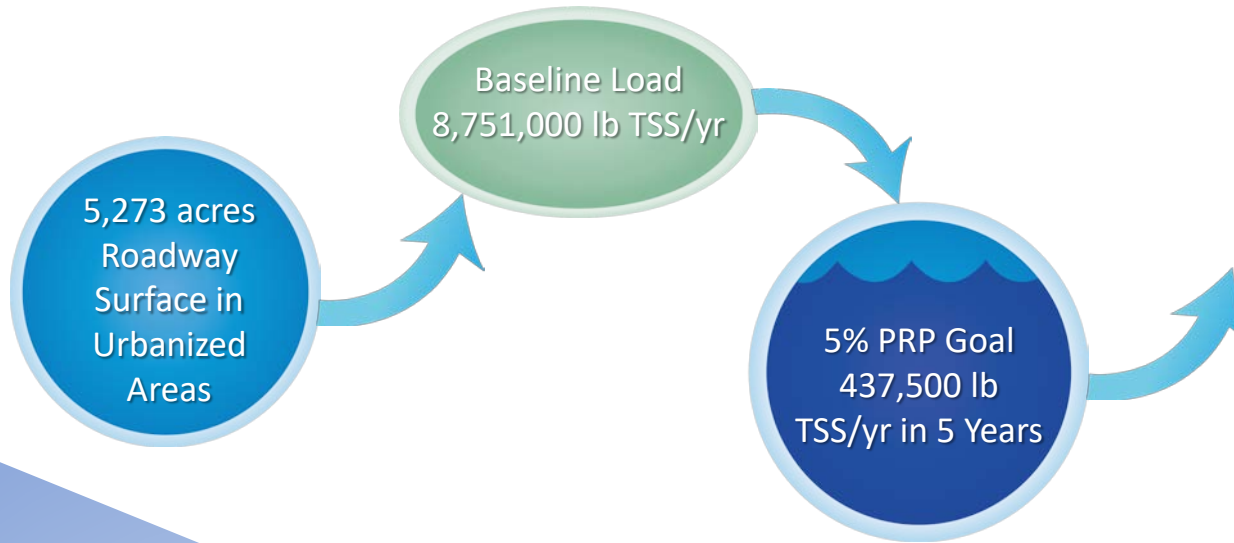 5,273 acres
Roadway
Surface in
Urbanized
Areas
Baseline Load
8,751,000 lb TSS/yr
5% PRP Goal
437,500 lb
TSS/yr in 5 Years